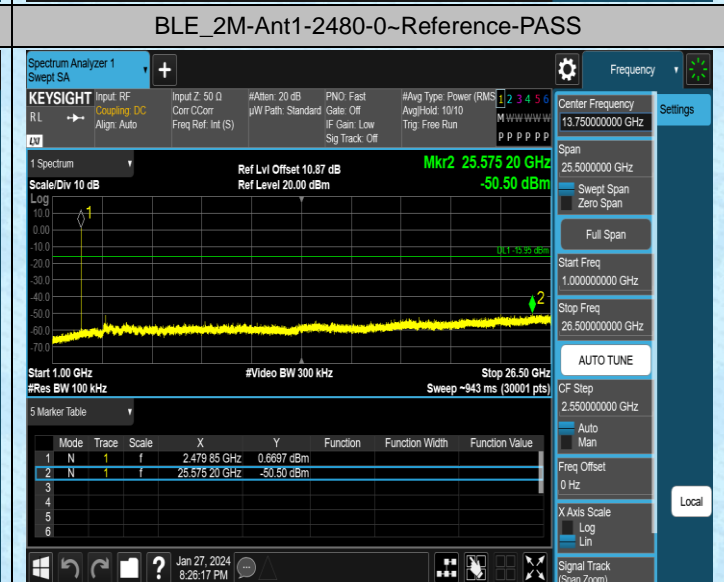 BLE_2M-Ant1-2480-0~Reference-PASS
Spectrum Analyzer 1
Swept SA
+
Frequency
KEYSIGHT
RL
LXI
Input: RF
Coupling: DC
Align: Auto
Input Z: 50 Ω
Corr CCorr
Freq Ref: Int (S)
#Atten: 20 dB
µW Path: Standard
PNO: Fast
Gate: Off
IF Gain: Low
Sig Track: Off
#Avg Type: Power (RMS
Avg|Hold: 10/10
Trig: Free Run
1 2 3 4 5 6
M W W W W W
P P P P P P
Center Frequency
13.750000000 GHz
Settings
Span
25.5000000 GHz
Swept Span
Zero Span
Full Span
Start Freq
1.000000000 GHz
Stop Freq
26.500000000 GHz
AUTO TUNE
CF Step
2.550000000 GHz
Auto
Man
Freq Offset
0 Hz
X Axis Scale
Log
Lin
Signal Track
(Span Zoom)
Local
1 Spectrum
Scale/Div 10 dB
Ref Lvl Offset 10.87 dB
Ref Level 20.00 dBm
Mkr2 25.575 20 GHz
-50.50 dBm
Log
10.0
0.00
-10.0
-20.0
-30.0
-40.0
-50.0
-60.0
-70.0
1
DL1 -15.95 dBm
2
Start 1.00 GHz
#Res BW 100 kHz
#Video BW 300 kHz
Stop 26.50 GHz
Sweep ~943 ms (30001 pts)
5 Marker Table
Mode Trace Scale X Y Function Function Width Function Value
1 N 1 f 2.479 85 GHz 0.6697 dBm
2 N 1 f 25.575 20 GHz -50.50 dBm
3
4
5
6
?
Jan 27, 2024
8:26:17 PM